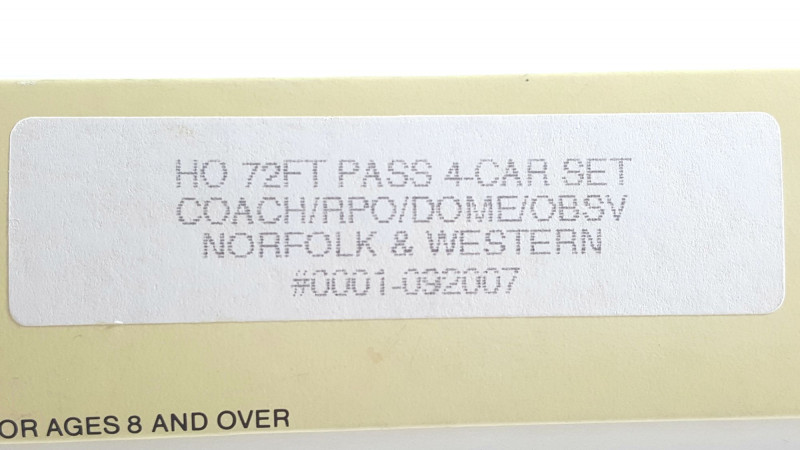 HO 72FT PASS 4-CAR SET
COACH/RPO/DOME/OBSV
NORFOLK & WESTERN
#0001-092007
OR AGES 8 AND OVER